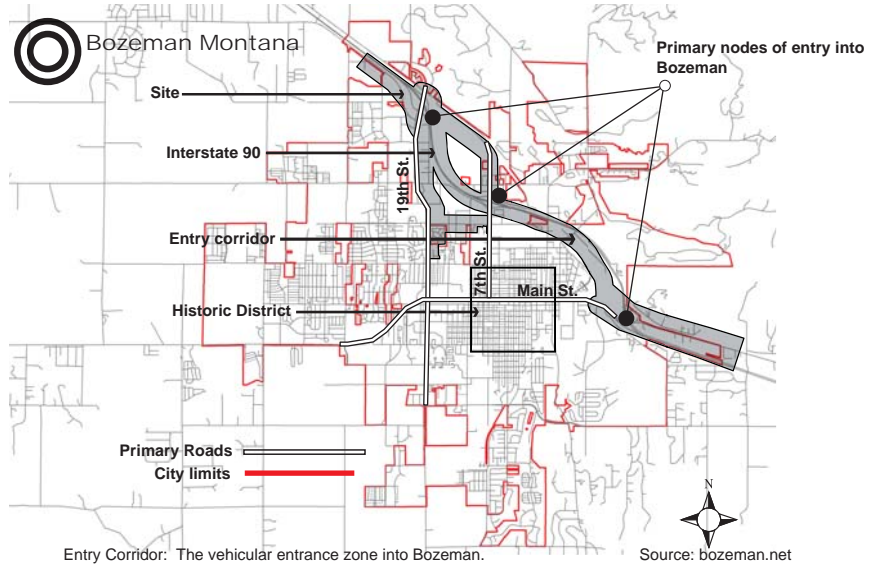 Bozeman Montana
Primary nodes of entry into
Bozeman
Site
Interstate 90
19th St.
Entry corridor
7th St.
Main St.
Historic District
Primary Roads
City limits
N
Entry Corridor: The vehicular entrance zone into Bozeman.
Source: bozeman.net